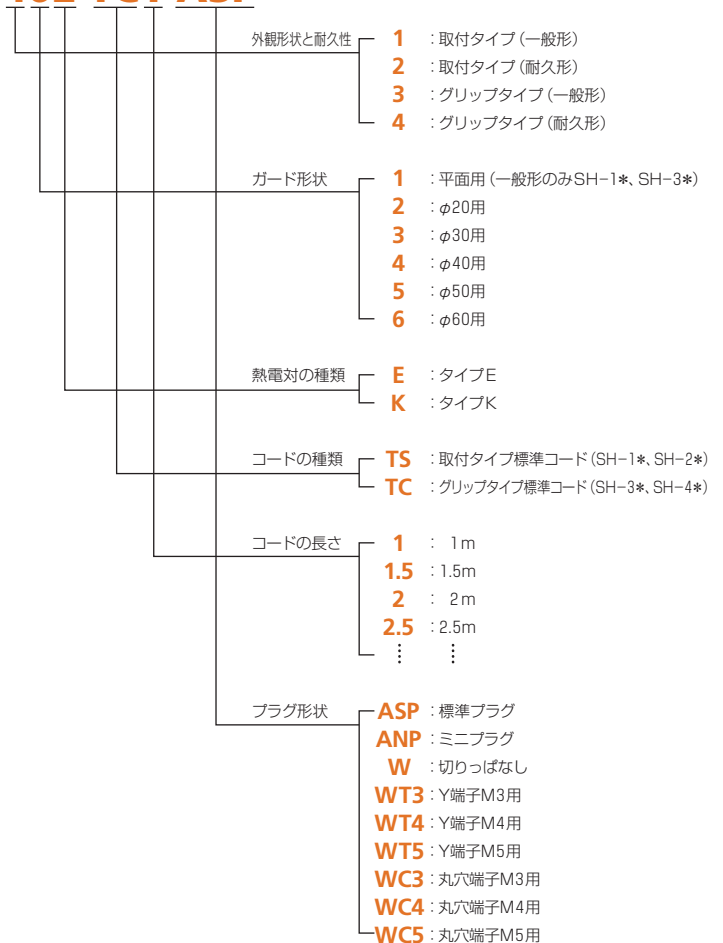 外観形状と耐久性 1 :取付タイプ(一般形)
2 :取付タイプ(耐久形)
3 :グリップタイプ(一般形)
4 :グリップタイプ(耐久形)
ガード形状 1 :平面用(一般形のみSH-1*、SH-3*)
2 :φ20用
3 :φ30用
4 :φ40用
5 :φ50用
6 :φ60用
熱電対の種類 E :タイプE
K :タイプK
コードの種類 TS :取付タイプ標準コード(SH-1*、SH-2*)
TC :グリップタイプ標準コード(SH-3*、SH-4*)
コードの長さ 1 : 1m
1.5 :1.5m
2 : 2m
2.5 :2.5m
⋮ ⋮
プラグ形状 ASP :標準プラグ
ANP :ミニプラグ
W :切りっぱなし
WT3 :Y端子M3用
WT4 :Y端子M4用
WT5 :Y端子M5用
WC3 :丸穴端子M3用
WC4 :丸穴端子M4用
WC5 :丸穴端子M5用